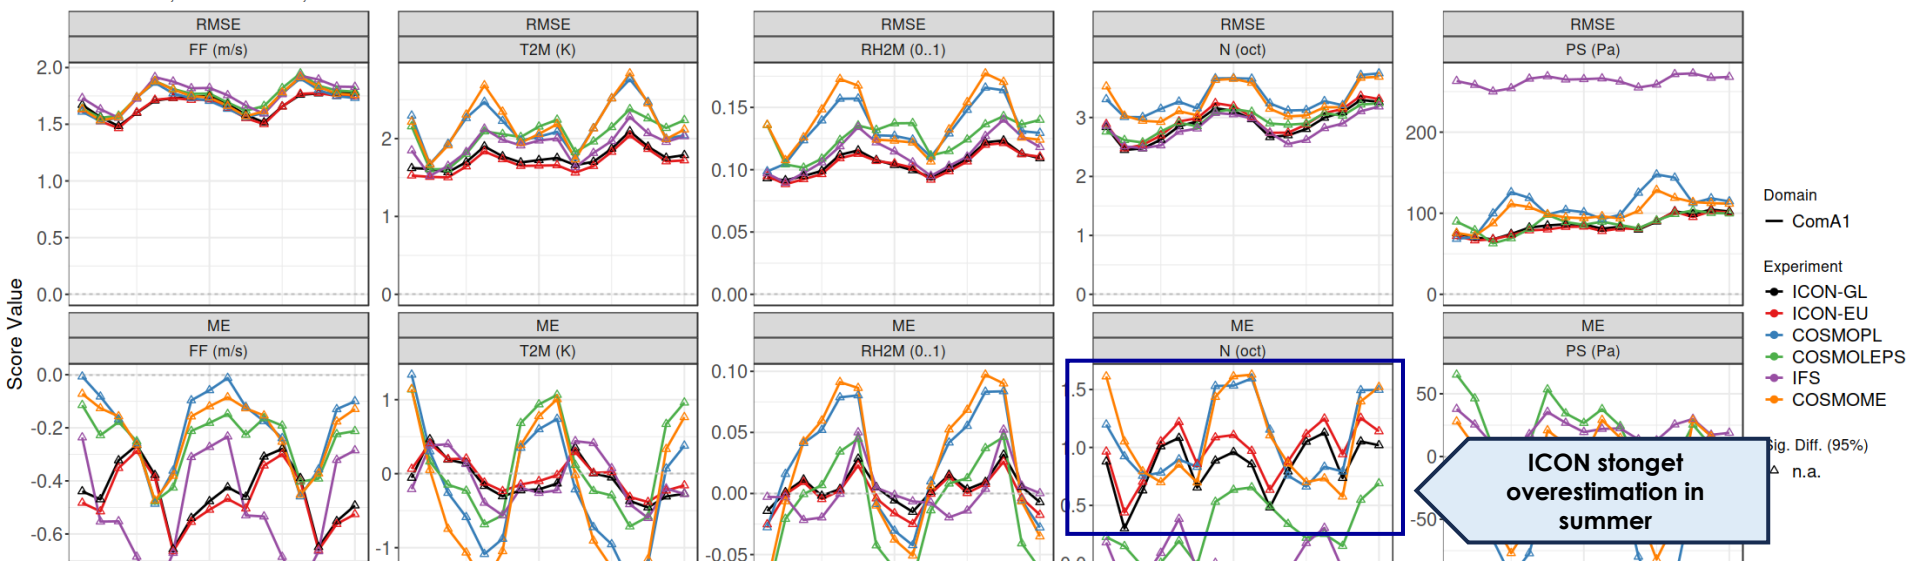 RMSE
FF (m/s)
RMSE
T2M (K)
RMSE
RH2M (0..1)
RMSE
N (oct)
RMSE
PS (Pa)
2.0
1.5
1.0
0.5
0.0
2
1
0
0.15
0.10
0.05
0.00
3
2
1
0
200
100
0
Score Value
ME
FF (m/s)
ME
T2M (K)
ME
RH2M (0..1)
ME
N (oct)
ME
PS (Pa)
0.0
-0.2
-0.4
-0.6
1
0
-1
0.10
0.05
0.00
-0.05
.5
.0
.5
50
0
-50
Domain
ComA1
Experiment
ICON-GL
ICON-EU
COSMOPL
COSMOLEPS
IFS
COSMOME
Sig. Diff. (95%)
n.a.
ICON stonget
overestimation in
summer